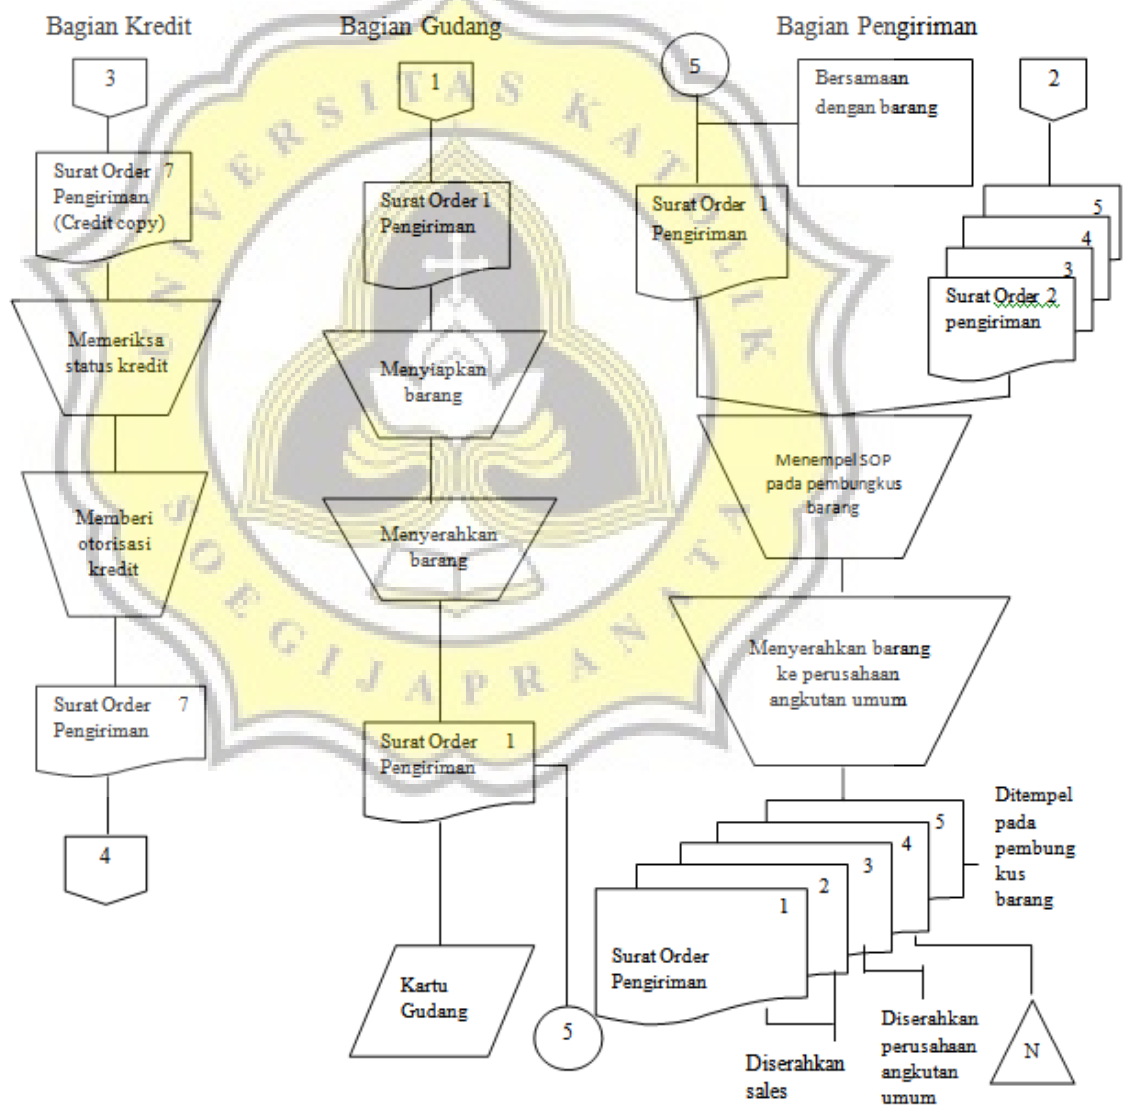 Bagian Kredit
3
Surat Order 7
Pengiriman
(Credit copy)
Memeriksa
status kredit
Memberi
otorisasi
kredit
Surat Order 7
Pengiriman
4
Bagian Gudang
1
Surat Order 1
Pengiriman
Menyiapkan
barang
Menyerahkan
barang
Surat Order 1
Pengiriman
Kartu
Gudang
5
Bagian Pengiriman
5
Bersamaan
dengan barang
2
Surat Order 1
Pengiriman
5
4
3
Surat Order 2
pengiriman
Menempel SOP
pada pembungkus
barang
Menyerahkan barang
ke perusahaan
angkutan umum
5
4
3
2
1
Surat Order
Pengiriman
Ditempel
pada
pembung
kus
barang
Diserahkan
sales
Diserahkan
perusahaan
angkutan
umum
N
UNIVERSITAS KATOLIK
SOEGIJAPRANATA